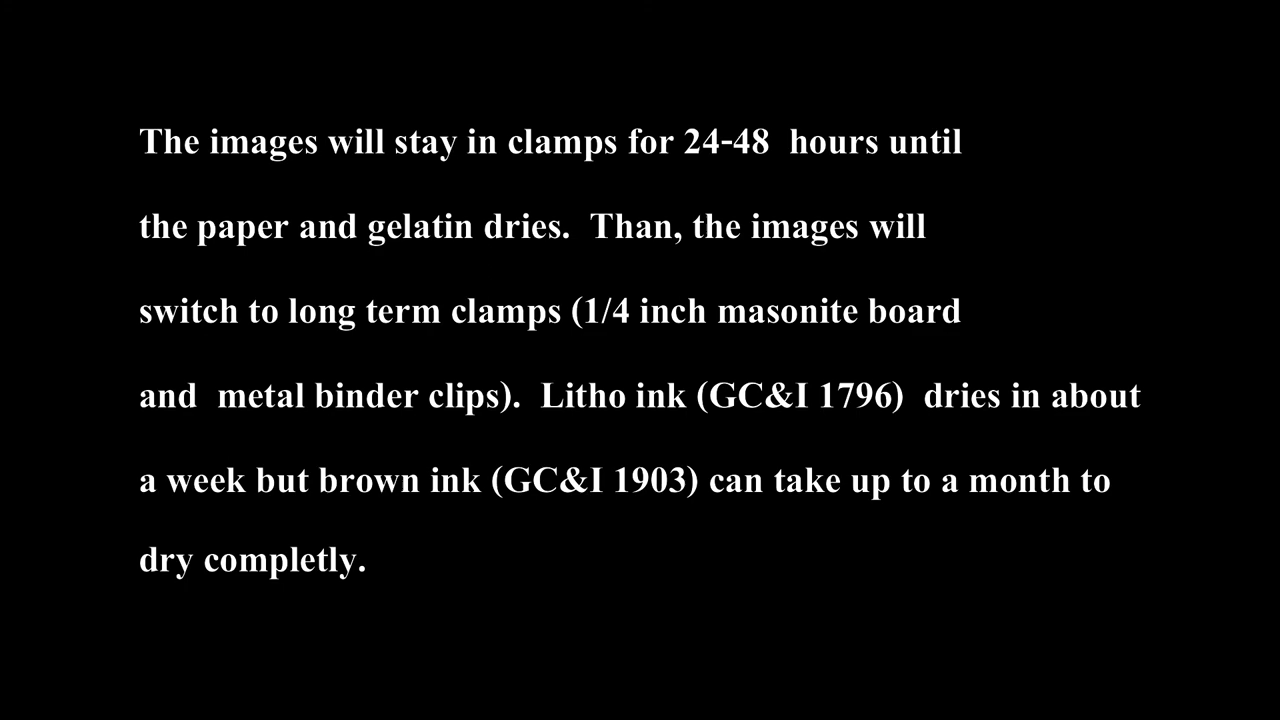 The images will stay in clamps for 24-48  hours until
the paper and gelatin dries.  Than, the images will
switch to long term clamps (1/4 inch masonite board
and  metal binder clips).  Litho ink (GC&I 1796)  dries in about
a week but brown ink (GC&I 1903) can take up to a month to
dry completly.